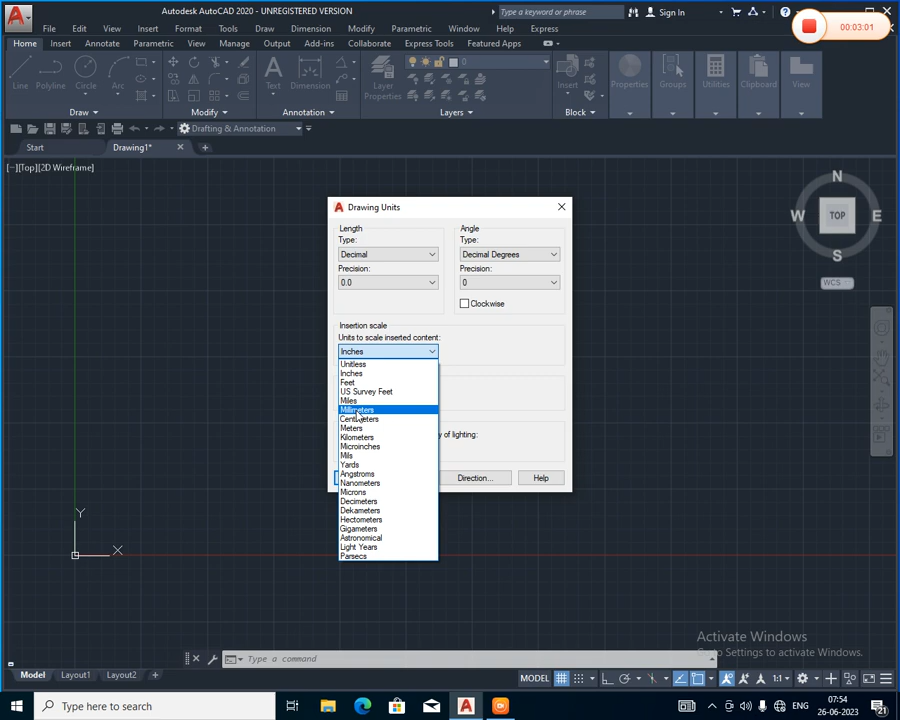 Autodesk AutoCAD 2020 - UNREGISTERED VERSION
Type a keyword or phrase
Sign In
00:03:01
File Edit View Insert Format Tools Draw Dimension Modify Parametric Window Help Express
Home Insert Annotate Parametric View Manage Output Add-ins Collaborate Express Tools Featured Apps
Line Polyline Circle Arc
Text Dimension
Layer Properties
0
Insert
Properties Groups Utilities Clipboard View
Draw Modify Annotation Layers Block
Drafting & Annotation
Start Drawing1*
[−][Top][2D Wireframe]
N
W TOP E
S
WCS
Drawing Units
Length Angle
Type: Type:
Decimal Decimal Degrees
Precision: Precision:
0.0 0
Clockwise
Insertion scale
Units to scale inserted content:
Inches
Unitless
Inches
Feet
US Survey Feet
Miles
Millimeters
Centimeters
Meters
Kilometers
Microinches
Mils
Yards
Angstroms
Nanometers
Microns
Decimeters
Dekameters
Hectometers
Gigameters
Astronomical
Light Years
Parsecs
y of lighting:
Direction... Help
Y
X
Activate Windows
Go to Settings to activate Windows.
Type a command
Model Layout1 Layout2
MODEL 1:1
Type here to search
ENG
07:54
26-06-2023
21